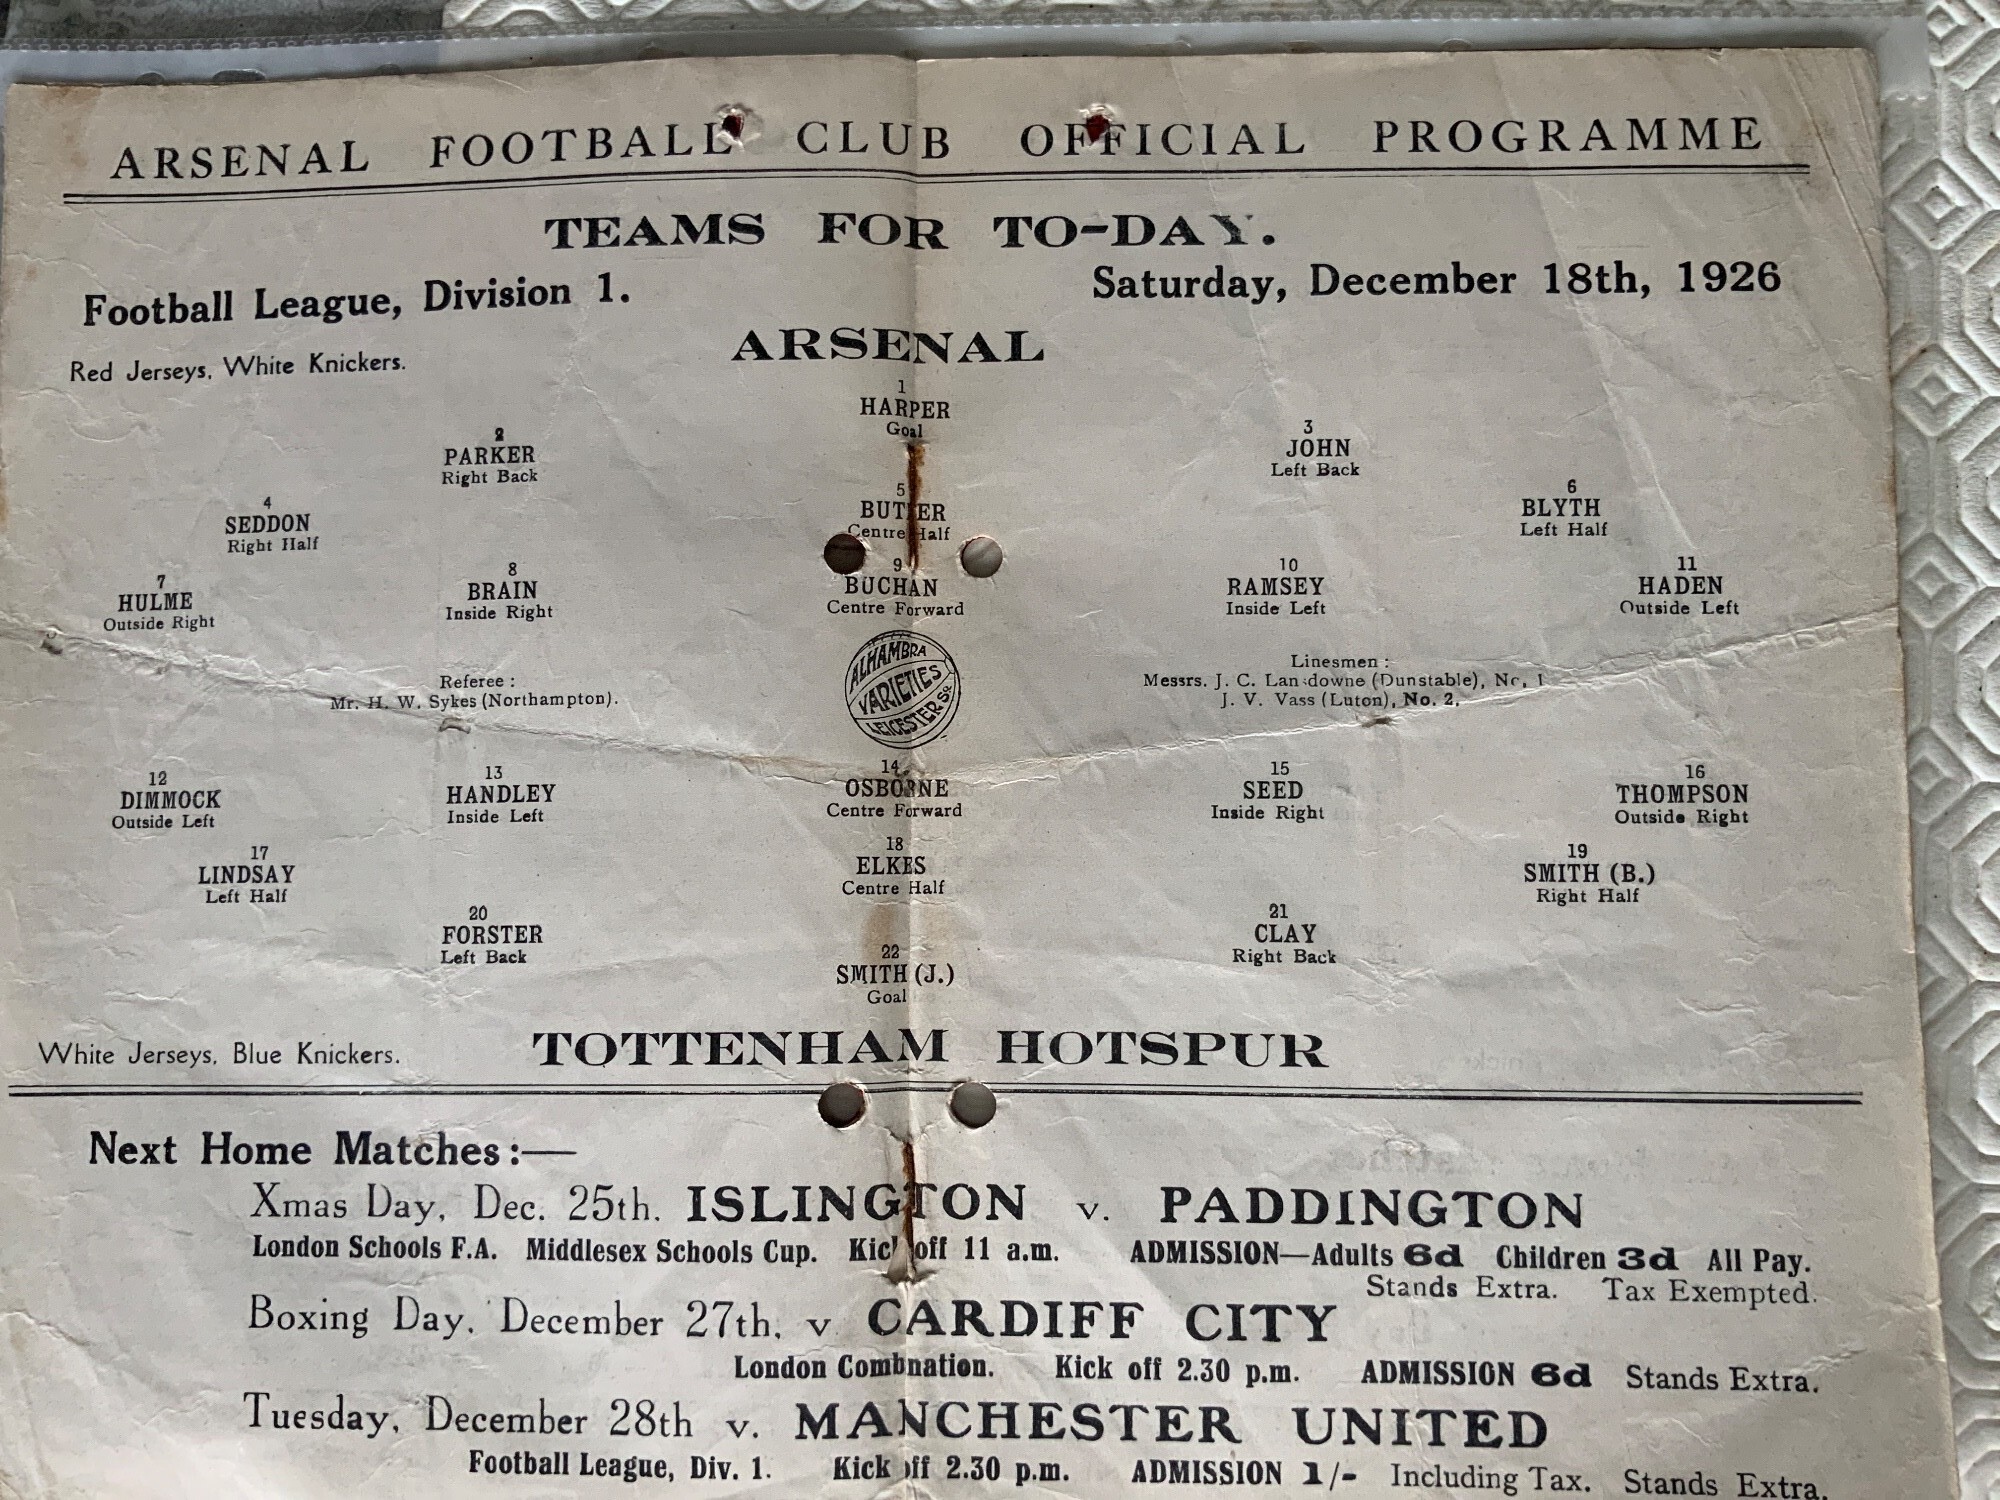 ARSENAL FOOTBALL CLUB OFFICIAL PROGRAMME
TEAMS FOR TO-DAY.
Football League, Division 1. Saturday, December 18th, 1926
ARSENAL
Red Jerseys, White Knickers.
1
HARPER
Goal
2 3
PARKER JOHN
Right Back Left Back
4 5 6
SEDDON BUTLER BLYTH
Right Half Centre Half Left Half
7 8 9 10 11
HULME BRAIN BUCHAN RAMSEY HADEN
Outside Right Inside Right Centre Forward Inside Left Outside Left
Referee :
Mr. H. W. Sykes (Northampton).
ALHAMBRA
VARIETIES
LEICESTER Sq
Linesmen :
Messrs. J. C. Lansdowne (Dunstable), No. 1
J. V. Vass (Luton), No. 2.
12 13 14 15 16
DIMMOCK HANDLEY OSBORNE SEED THOMPSON
Outside Left Inside Left Centre Forward Inside Right Outside Right
17 18 19
LINDSAY ELKES SMITH (B.)
Left Half Centre Half Right Half
20 21
FORSTER CLAY
Left Back Right Back
22
SMITH (J.)
Goal
White Jerseys, Blue Knickers. TOTTENHAM HOTSPUR
Next Home Matches :—
Xmas Day, Dec. 25th. ISLINGTON v. PADDINGTON
London Schools F.A. Middlesex Schools Cup. Kick off 11 a.m. ADMISSION—Adults 6d Children 3d All Pay.
Stands Extra. Tax Exempted.
Boxing Day, December 27th, v CARDIFF CITY
London Combnation. Kick off 2.30 p.m. ADMISSION 6d Stands Extra.
Tuesday, December 28th v. MANCHESTER UNITED
Football League, Div. 1. Kick off 2.30 p.m. ADMISSION 1/- Including Tax. Stands Extra.